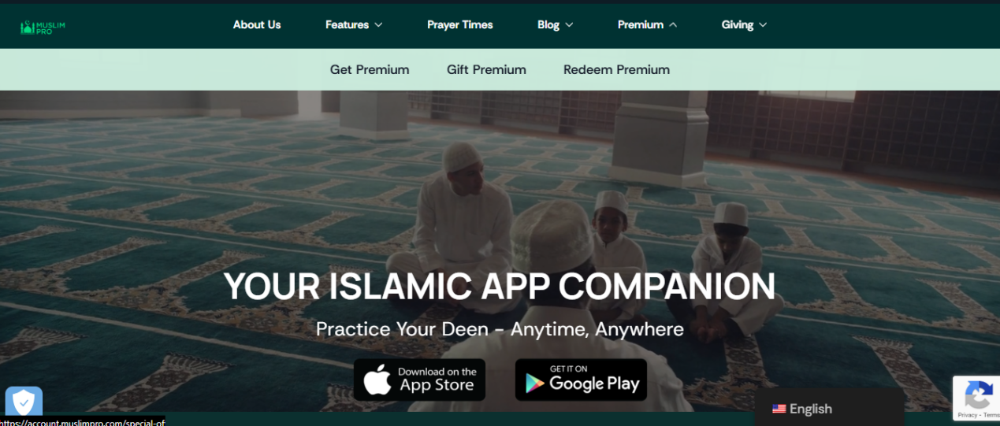 MUSLIM
PRO
About Us
Features
Prayer Times
Blog
Premium
Giving
Get Premium
Gift Premium
Redeem Premium
YOUR ISLAMIC APP COMPANION
Practice Your Deen - Anytime, Anywhere
Download on the
App Store
GET IT ON
Google Play
English
Privacy - Terms
https://account.muslimpro.com/special-of